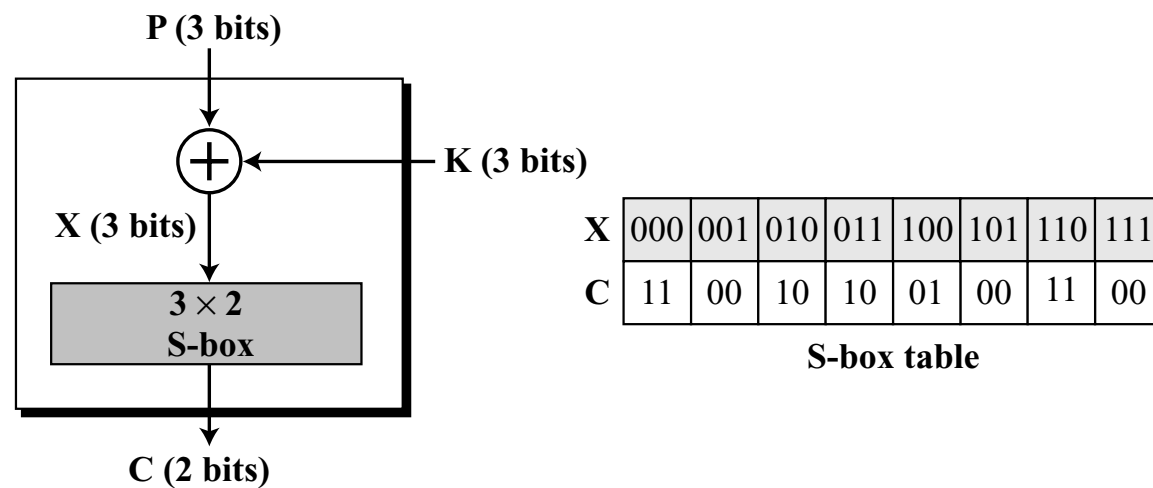 P (3 bits)
K (3 bits)
X (3 bits)
3 × 2
S-box
C (2 bits)
X 000 001 010 011 100 101 110 111
C 11 00 10 10 01 00 11 00
S-box table